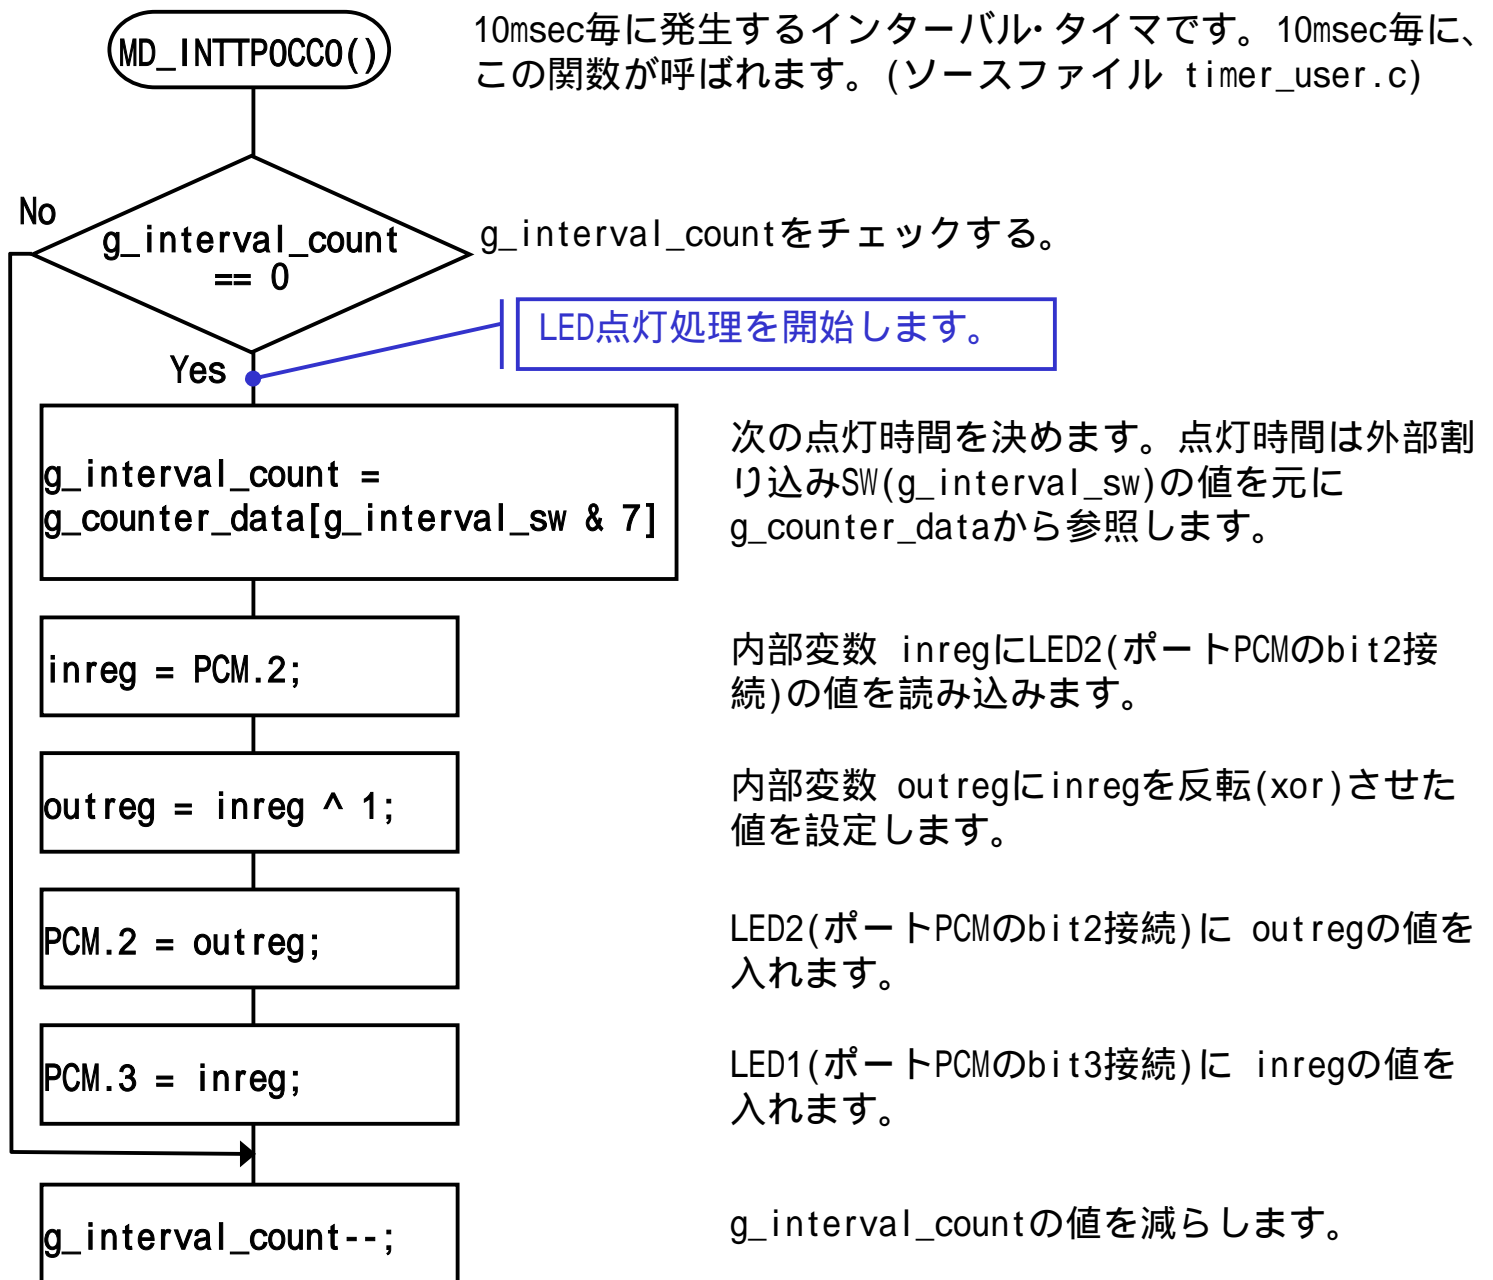 MD_INTTP0CC0()
10msec毎に発生するインターバル・タイマです。10msec毎に、
この関数が呼ばれます。(ソースファイル timer_user.c)
No
g_interval_count
== 0
g_interval_countをチェックする。
LED点灯処理を開始します。
Yes
g_interval_count =
g_counter_data[g_interval_sw & 7]
次の点灯時間を決めます。点灯時間は外部割
り込みSW(g_interval_sw)の値を元に
g_counter_dataから参照します。
inreg = PCM.2;
内部変数 inregにLED2(ポートPCMのbit2接
続)の値を読み込みます。
outreg = inreg ^ 1;
内部変数 outregにinregを反転(xor)させた
値を設定します。
PCM.2 = outreg;
LED2(ポートPCMのbit2接続)に outregの値を
入れます。
PCM.3 = inreg;
LED1(ポートPCMのbit3接続)に inregの値を
入れます。
g_interval_count--;
g_interval_countの値を減らします。